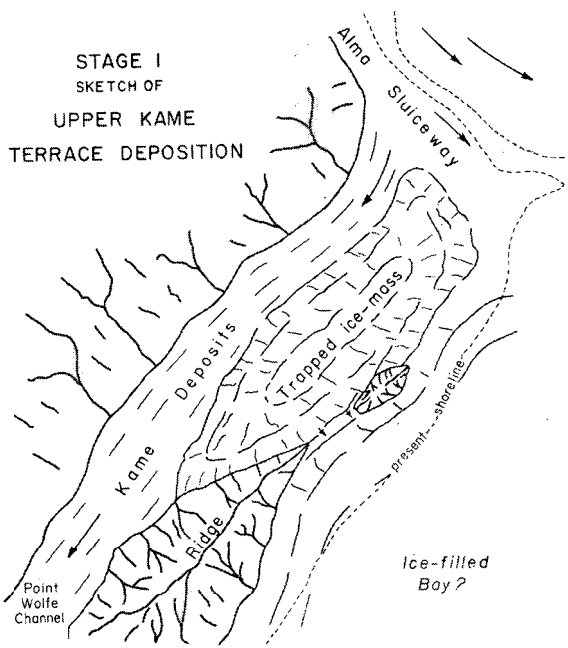 STAGE I
SKETCH OF
UPPER KAME
TERRACE DEPOSITION
Alma
Sluiceway
Trapped ice-mass
Kame Deposits
present shoreline
Ridge
Ice-filled
Bay ?
Point
Wolfe
Channel